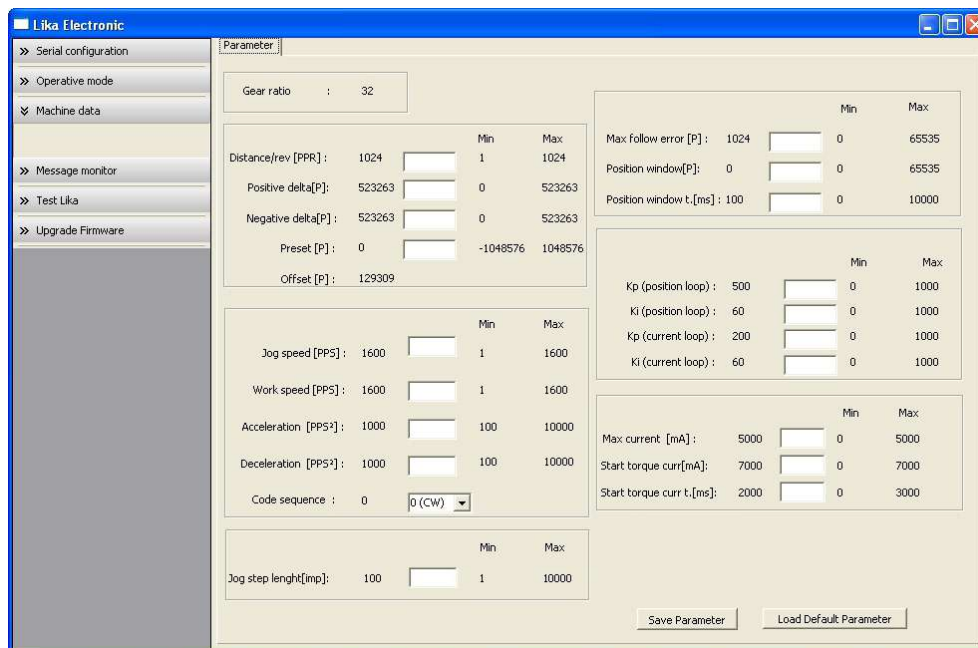 Lika Electronic
» Serial configuration
» Operative mode
» Machine data
» Message monitor
» Test Lika
» Upgrade Firmware
Parameter
Gear ratio : 32
Min Max
Distance/rev [PPR] : 1024 1 1024
Positive delta[P]: 523263 0 523263
Negative delta[P] : 523263 0 523263
Preset [P] : 0 -1048576 1048576
Offset [P] : 129309
Min Max
Jog speed [PPS] : 1600 1 1600
Work speed [PPS] : 1600 1 1600
Acceleration [PPS²] : 1000 100 10000
Deceleration [PPS²] : 1000 100 10000
Code sequence : 0 0 (CW)
Min Max
Jog step lenght[imp]: 100 1 10000
Min Max
Max follow error [P] : 1024 0 65535
Position window[P]: 0 0 65535
Position window t.[ms] : 100 0 10000
Min Max
Kp (position loop) : 500 0 1000
Ki (position loop) : 60 0 1000
Kp (current loop) : 200 0 1000
Ki (current loop) : 60 0 1000
Min Max
Max current [mA] : 5000 0 5000
Start torque curr[mA]: 7000 0 7000
Start torque curr t.[ms]: 2000 0 3000
Save Parameter Load Default Parameter